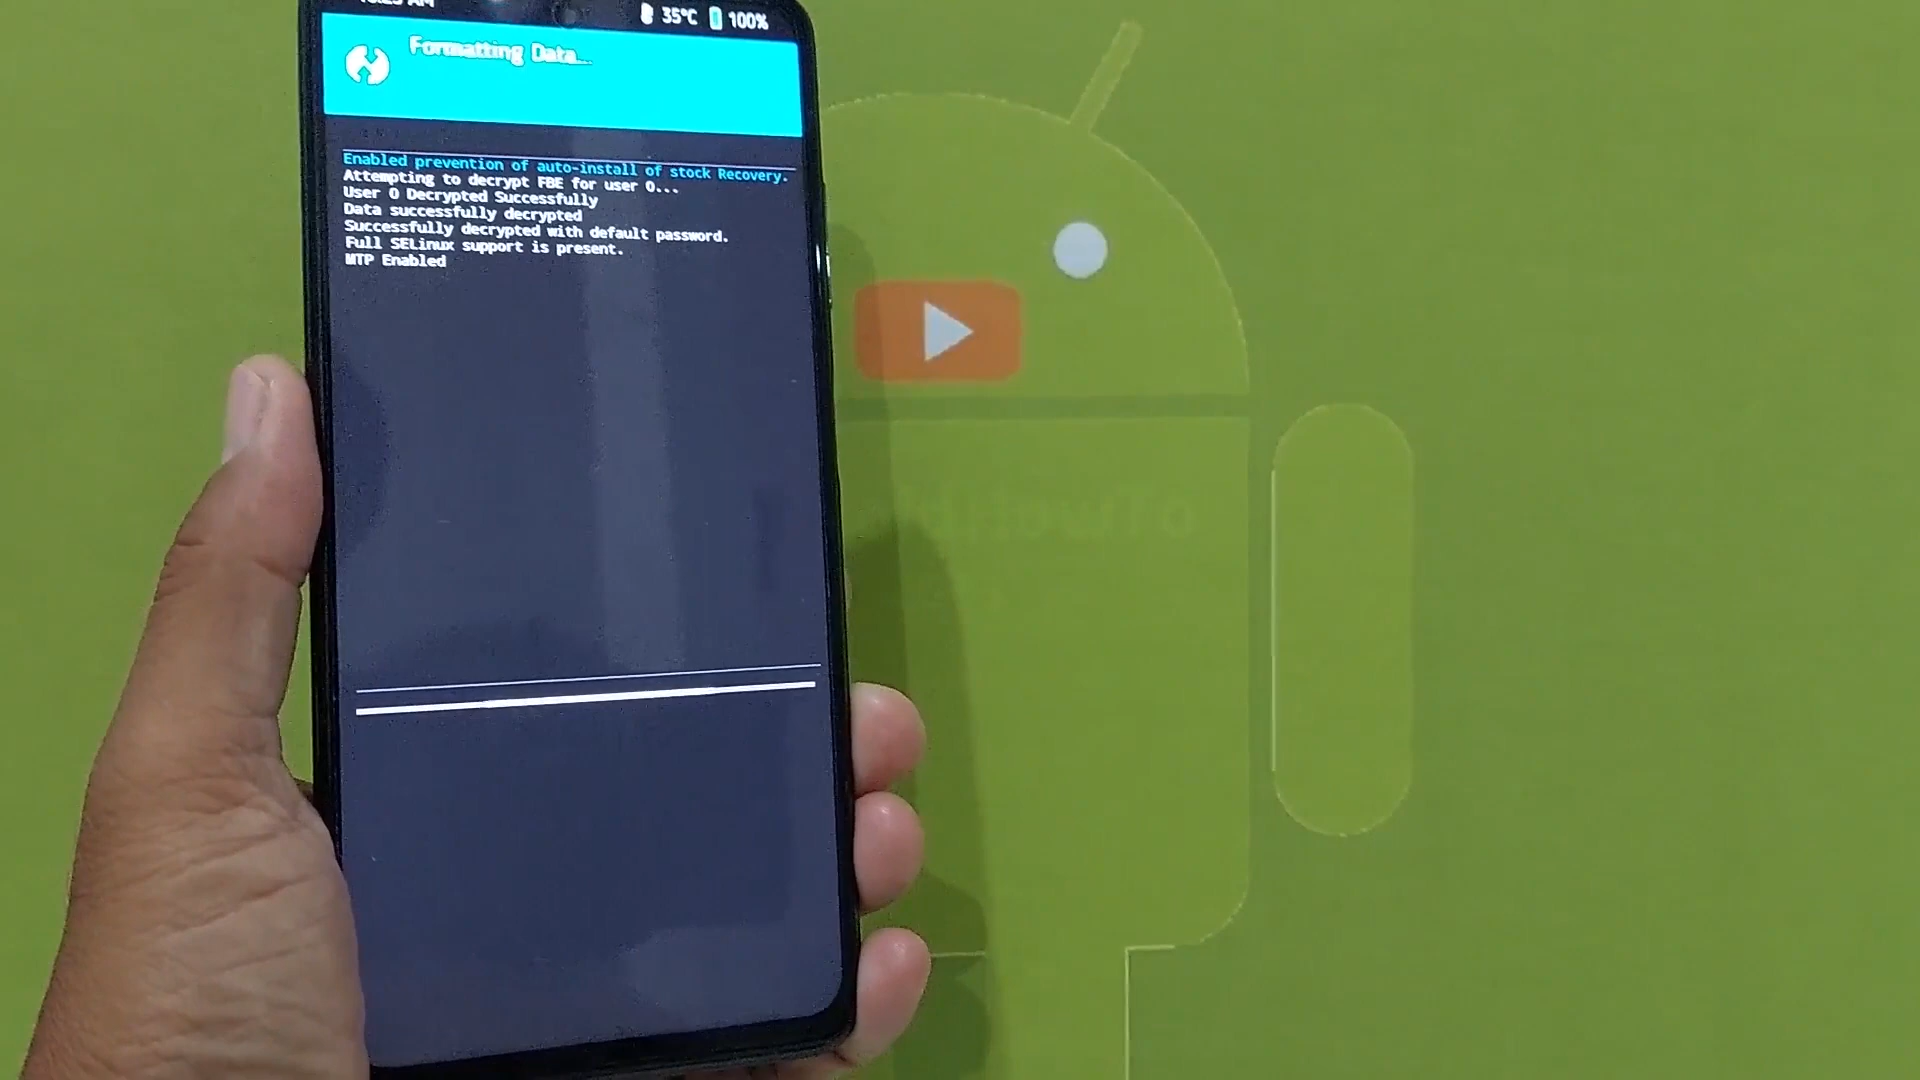 35°C 100%
Formatting Data...
Enabled prevention of auto-install of stock Recovery.
Attempting to decrypt FBE for user 0...
User 0 Decrypted Successfully
Data successfully decrypted
Successfully decrypted with default password.
Full SELinux support is present.
MTP Enabled
HowTo